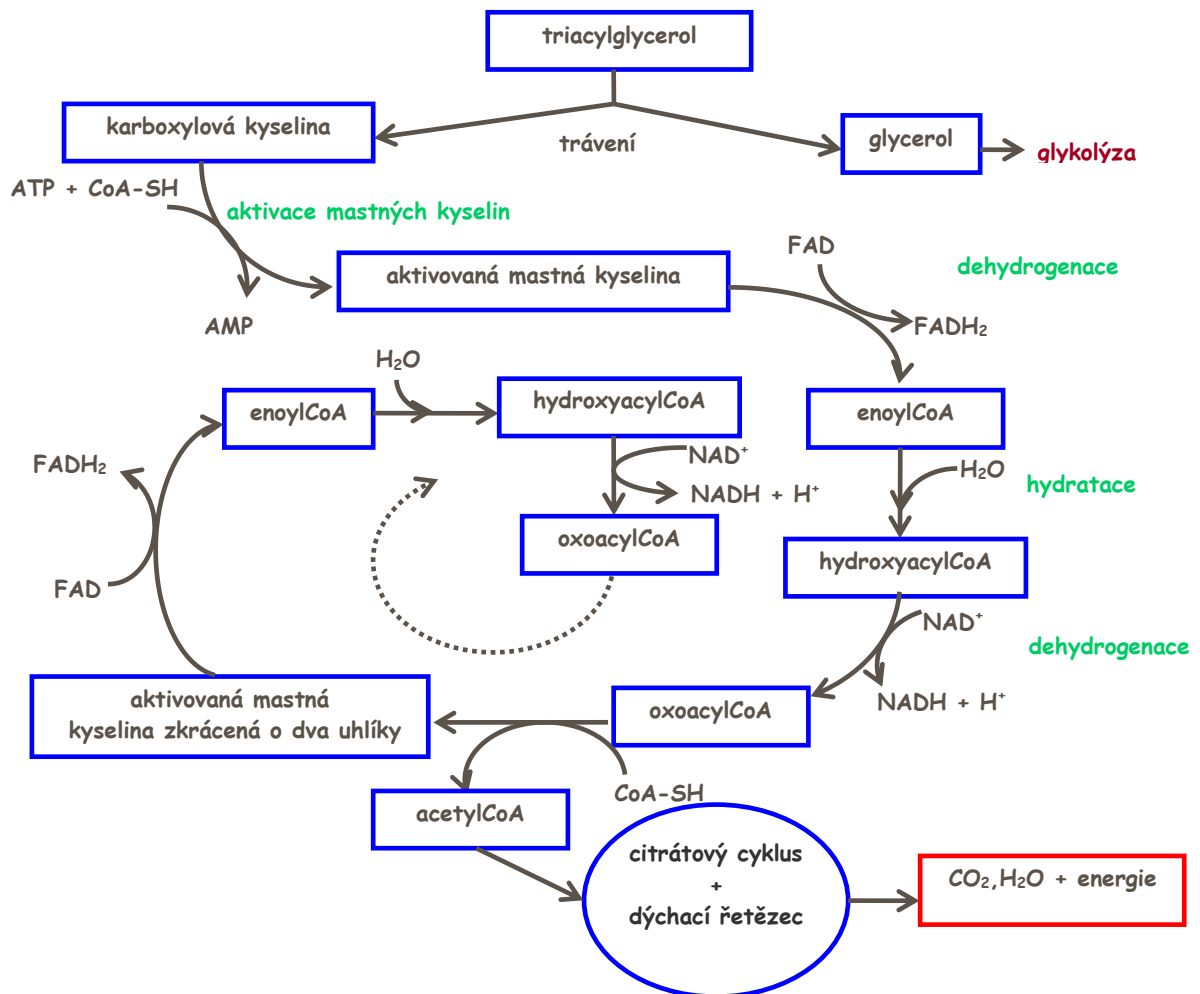 triacylglycerol
karboxylová kyselina
trávení
glycerol
glykolýza
ATP + CoA-SH
aktivace mastných kyselin
AMP
aktivovaná mastná kyselina
FAD
dehydrogenace
FADH₂
H₂O
enoylCoA
hydroxyacylCoA
enoylCoA
FADH₂
NAD⁺
NADH + H⁺
H₂O
hydratace
oxoacylCoA
hydroxyacylCoA
FAD
NAD⁺
dehydrogenace
NADH + H⁺
aktivovaná mastná
kyselina zkrácená o dva uhlíky
oxoacylCoA
CoA-SH
acetylCoA
citrátový cyklus
+
dýchací řetězec
CO₂,H₂O + energie